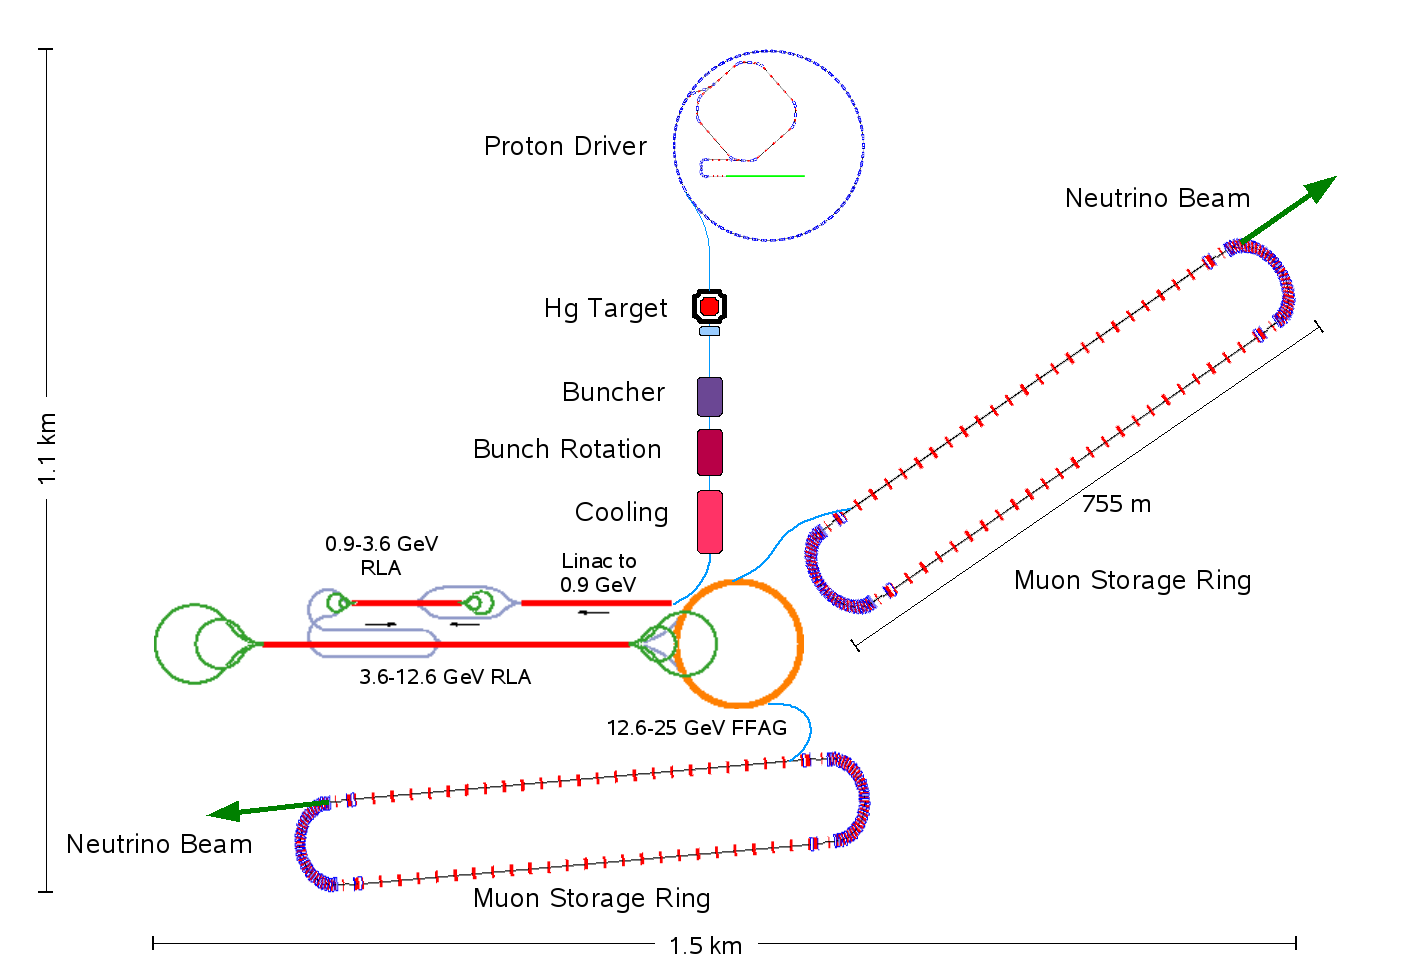 Proton Driver
Neutrino Beam
Hg Target
Buncher
1.1 km
Bunch Rotation
755 m
Cooling
0.9-3.6 GeV
RLA
Linac to
0.9 GeV
Muon Storage Ring
3.6-12.6 GeV RLA
12.6-25 GeV FFAG
Neutrino Beam
Muon Storage Ring
1.5 km